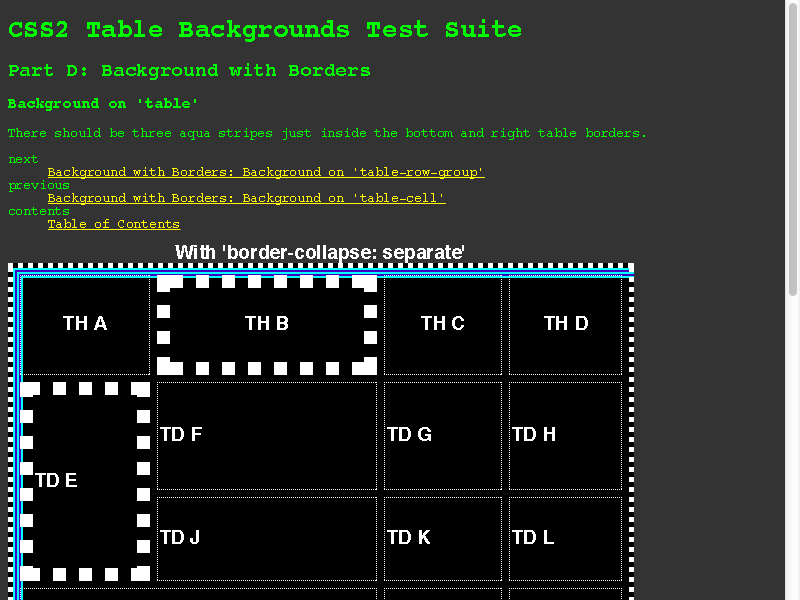 CSS2 Table Backgrounds Test Suite
Part D: Background with Borders
Background on 'table'
There should be three aqua stripes just inside the bottom and right table borders.
next
Background with Borders: Background on 'table-row-group'
previous
Background with Borders: Background on 'table-cell'
contents
Table of Contents
With 'border-collapse: separate'
TH A TH B TH C TH D
TD F TD G TD H
TD E
TD J TD K TD L